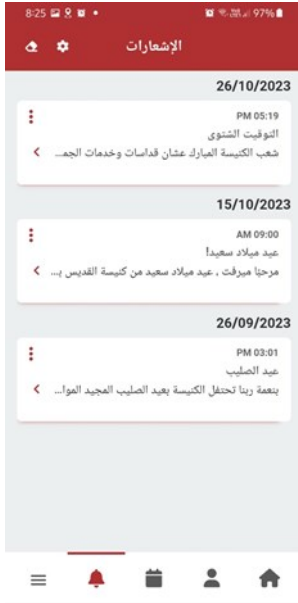 8:25 97%
الإشعارات
26/10/2023
PM 05:19
التوقيت الشتوى
شعب الكنيسة المبارك عشان قداسات وخدمات الجمـ...
15/10/2023
AM 09:00
عيد ميلاد سعيد!
مرحبًا ميرفت ، عيد ميلاد سعيد من كنيسة القديس بـ...
26/09/2023
PM 03:01
عيد الصليب
بنعمة ربنا تحتفل الكنيسة بعيد الصليب المجيد الموا...